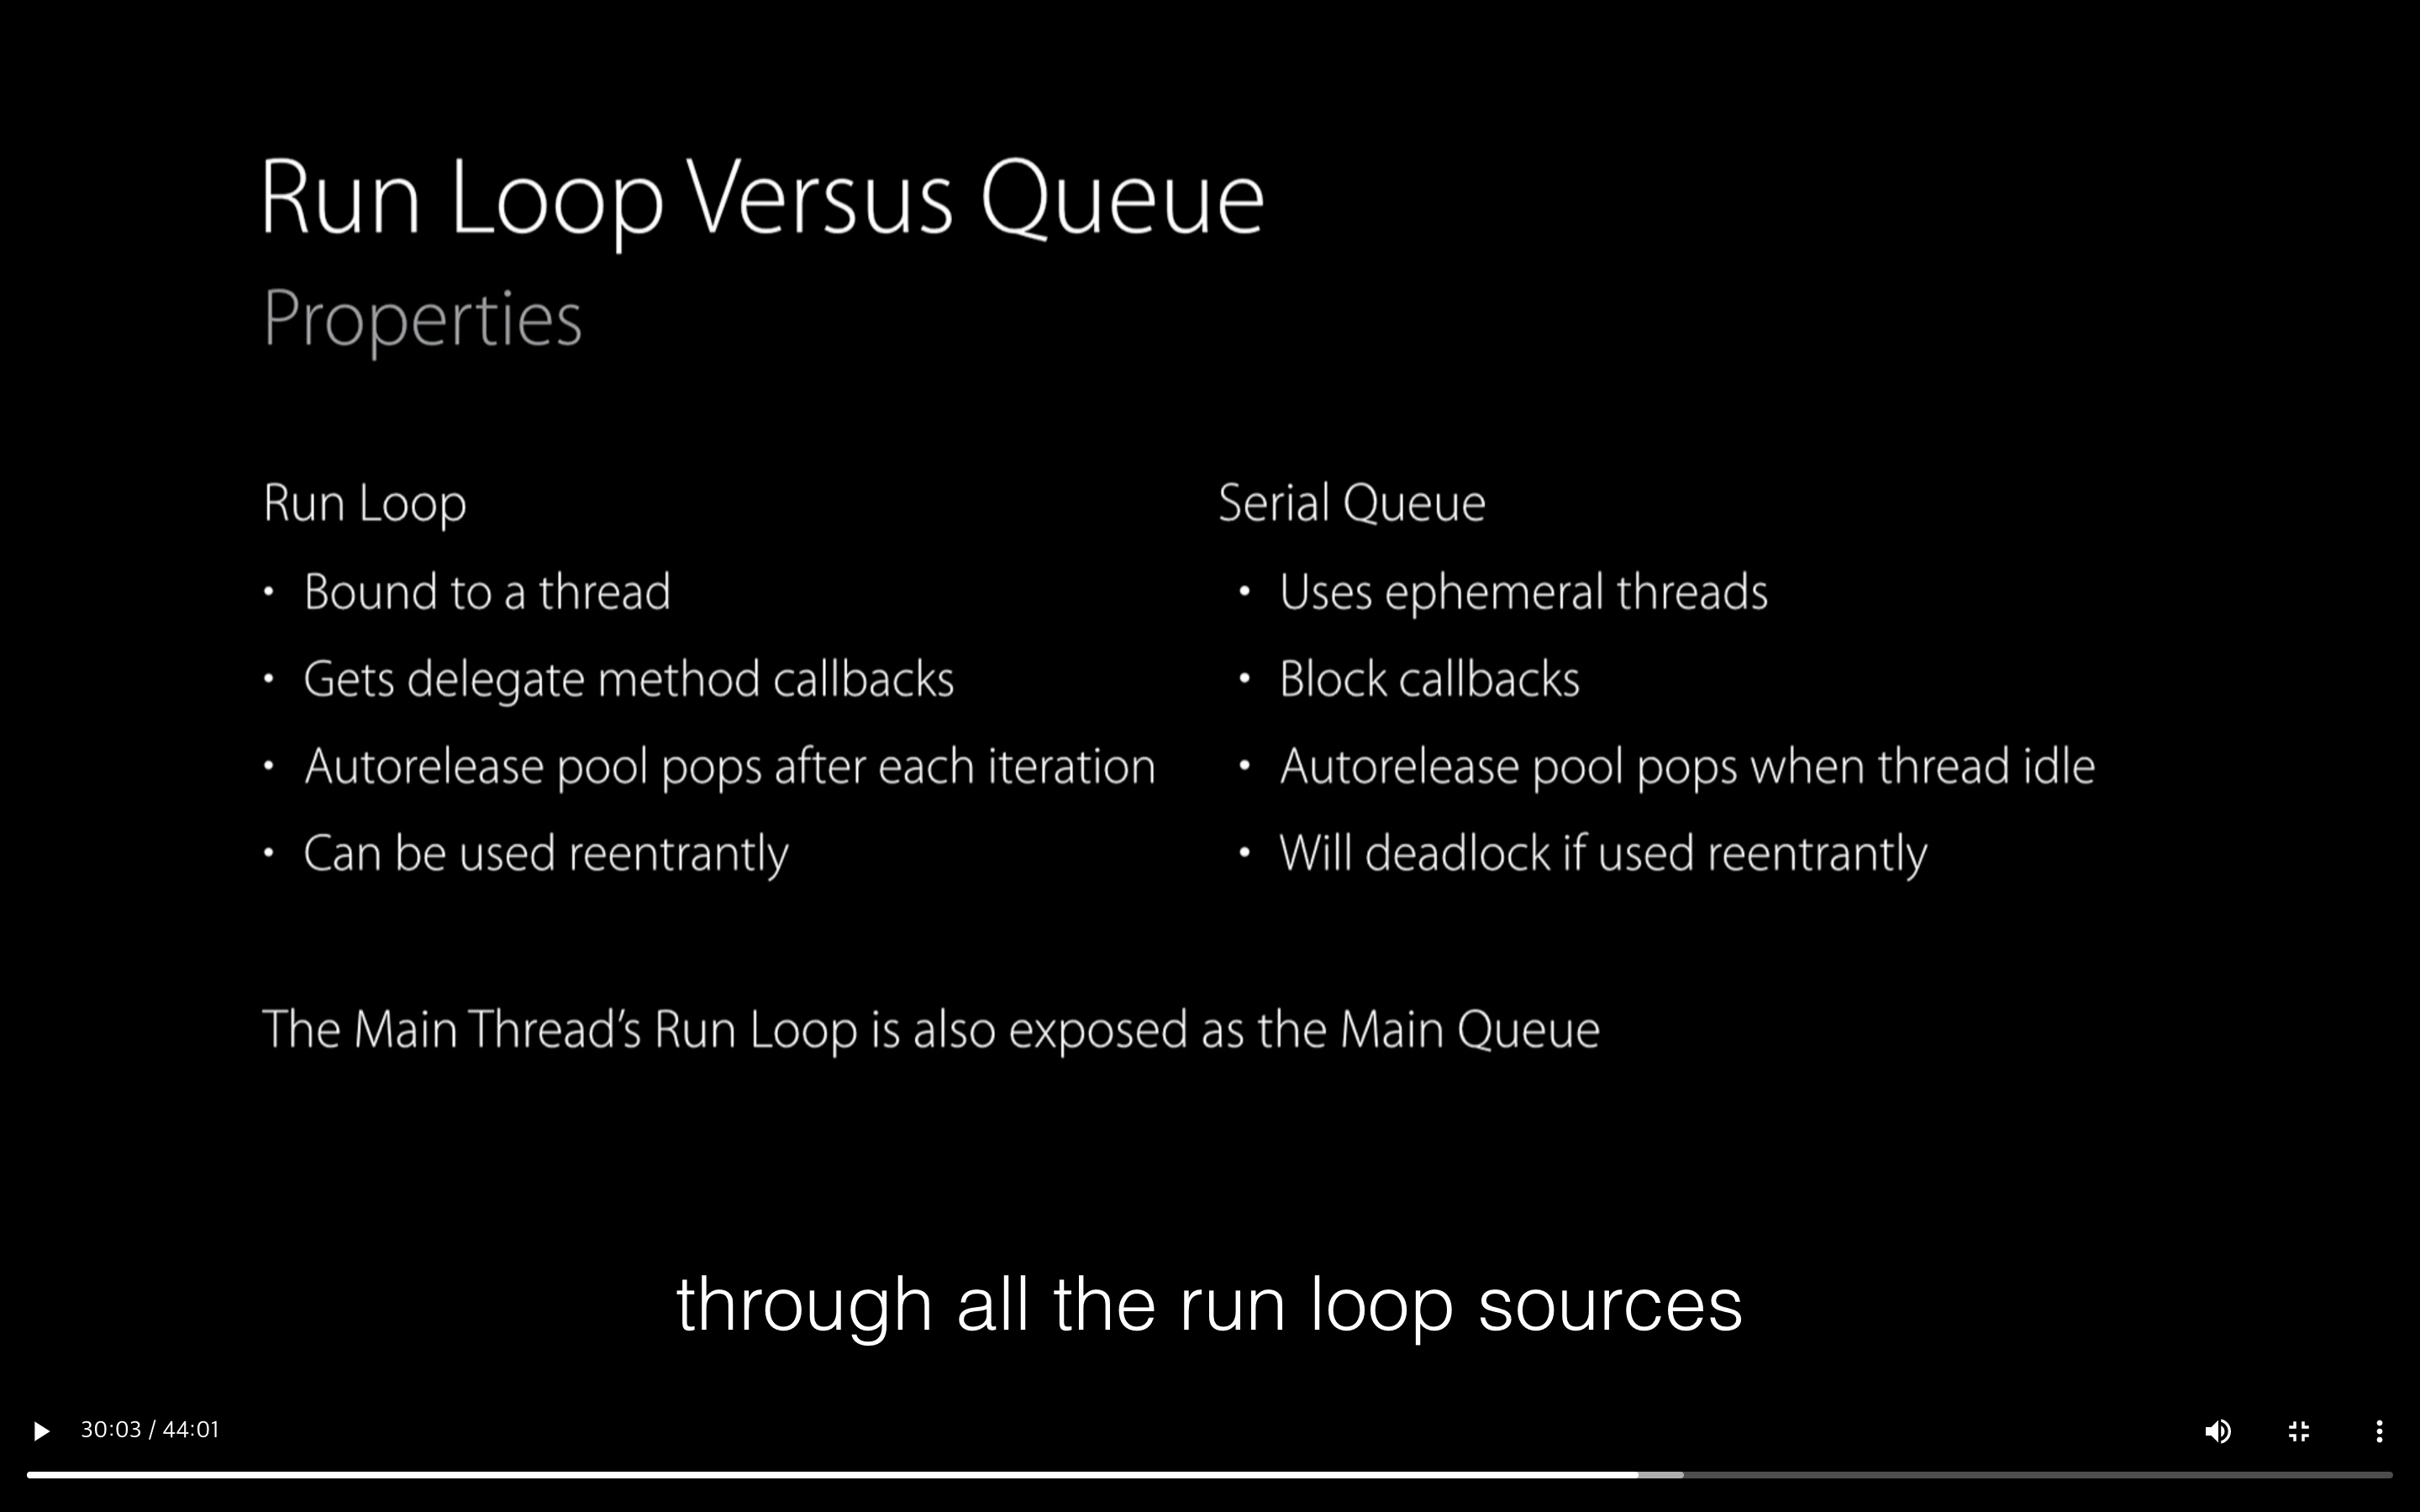 Run Loop Versus Queue
Properties
Run Loop
• Bound to a thread
• Gets delegate method callbacks
• Autorelease pool pops after each iteration
• Can be used reentrantly
Serial Queue
• Uses ephemeral threads
• Block callbacks
• Autorelease pool pops when thread idle
• Will deadlock if used reentrantly
The Main Thread’s Run Loop is also exposed as the Main Queue
through all the run loop sources
30:03 / 44:01